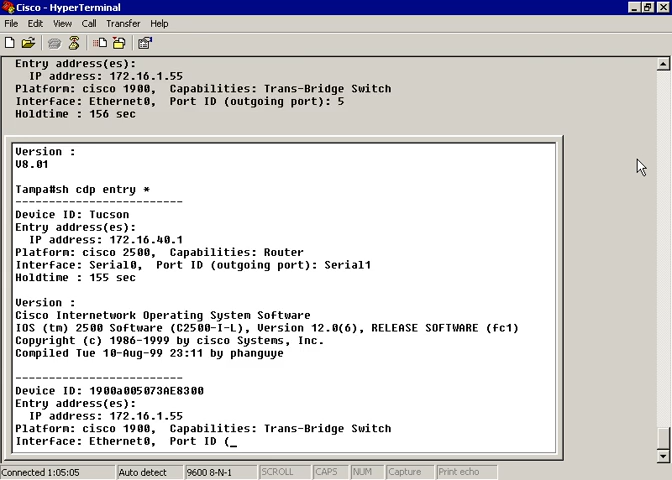 Cisco - HyperTerminal
File Edit View Call Transfer Help
Entry address(es):
IP address: 172.16.1.55
Platform: cisco 1900, Capabilities: Trans-Bridge Switch
Interface: Ethernet0, Port ID (outgoing port): 5
Holdtime : 156 sec
Version :
V8.01
Tampa#sh cdp entry *
-------------------------
Device ID: Tucson
Entry address(es):
IP address: 172.16.40.1
Platform: cisco 2500, Capabilities: Router
Interface: Serial0, Port ID (outgoing port): Serial1
Holdtime : 155 sec
Version :
Cisco Internetwork Operating System Software
IOS (tm) 2500 Software (C2500-I-L), Version 12.0(6), RELEASE SOFTWARE (fc1)
Copyright (c) 1986-1999 by cisco Systems, Inc.
Compiled Tue 10-Aug-99 23:11 by phanguye
-------------------------
Device ID: 1900a005073AE8300
Entry address(es):
IP address: 172.16.1.55
Platform: cisco 1900, Capabilities: Trans-Bridge Switch
Interface: Ethernet0, Port ID (_
Connected 1:05:05 Auto detect 9600 8-N-1 SCROLL CAPS NUM Capture Print echo